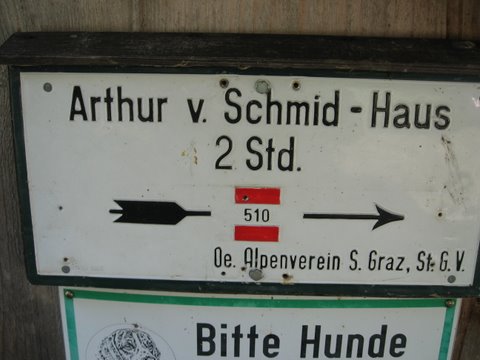 Arthur v. Schmid-Haus
2 Std.
510
Oe. Alpenverein S. Graz, St. G. V.
Bitte Hunde